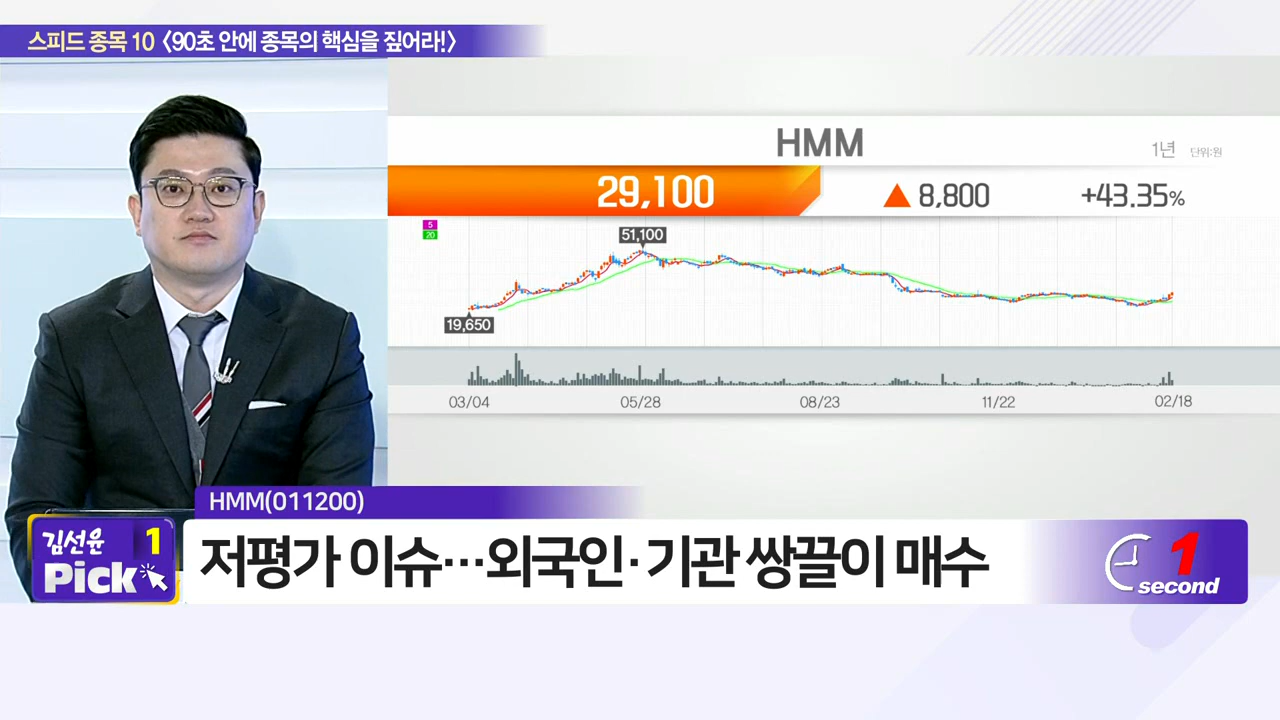 스피드 종목 10 〈90초 안에 종목의 핵심을 짚어라!〉
HMM
1년 단위:원
29,100 ▲ 8,800 +43.35%
5
20
51,100
19,650
03/04 05/28 08/23 11/22 02/18
HMM(011200)
김선윤 1
Pick
저평가 이슈…외국인·기관 쌍끌이 매수
1
second